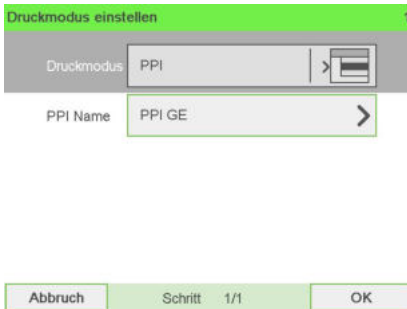 Druckmodus einstellen
Druckmodus PPI
PPI Name PPI GE
Abbruch Schritt 1/1 OK